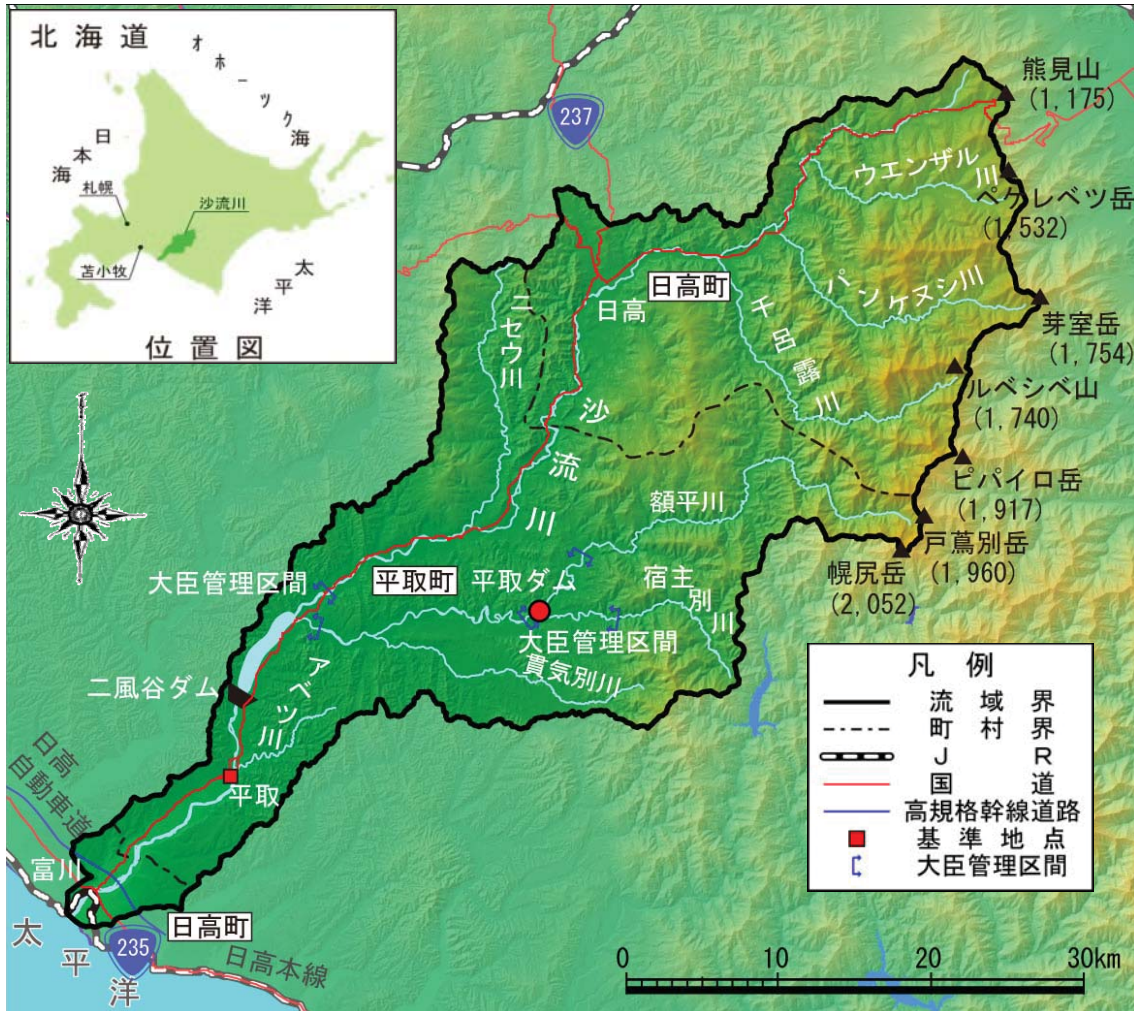 北海道
オホーツク海
日本海
札幌
沙流川
苫小牧
太平洋
位置図
237
熊見山
(1,175)
ウエンザル川
ペケレベツ岳
(1,532)
日高町
日高
パンケヌシ川
芽室岳
(1,754)
ニセウ川
千呂露川
ルベシベ山
(1,740)
沙流川
ピパイロ岳
(1,917)
額平川
戸蔦別岳
(1,960)
幌尻岳
(2,052)
大臣管理区間
平取町
平取ダム
宿主別川
大臣管理区間
貫気別川
アベツ川
二風谷ダム
平取
日高自動車道
富川
日高町
235
日高本線
太平洋
凡例
流域界
町村界
JR
国道
高規格幹線道路
基準地点
大臣管理区間
0 10 20 30km